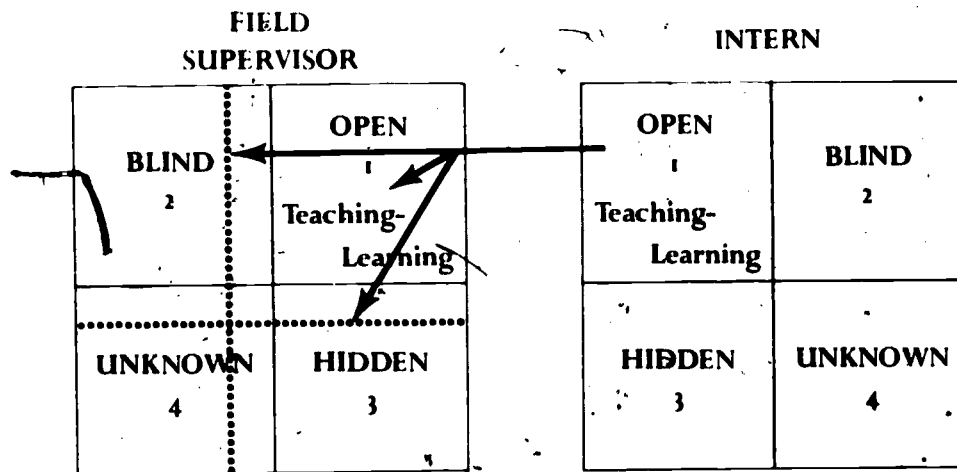 FIELD
SUPERVISOR
INTERN
OPEN
1
BLIND
2
Teaching-
Learning
UNKNOWN
4
HIDDEN
3
OPEN
1
BLIND
2
Teaching-
Learning
HIDDEN
3
UNKNOWN
4